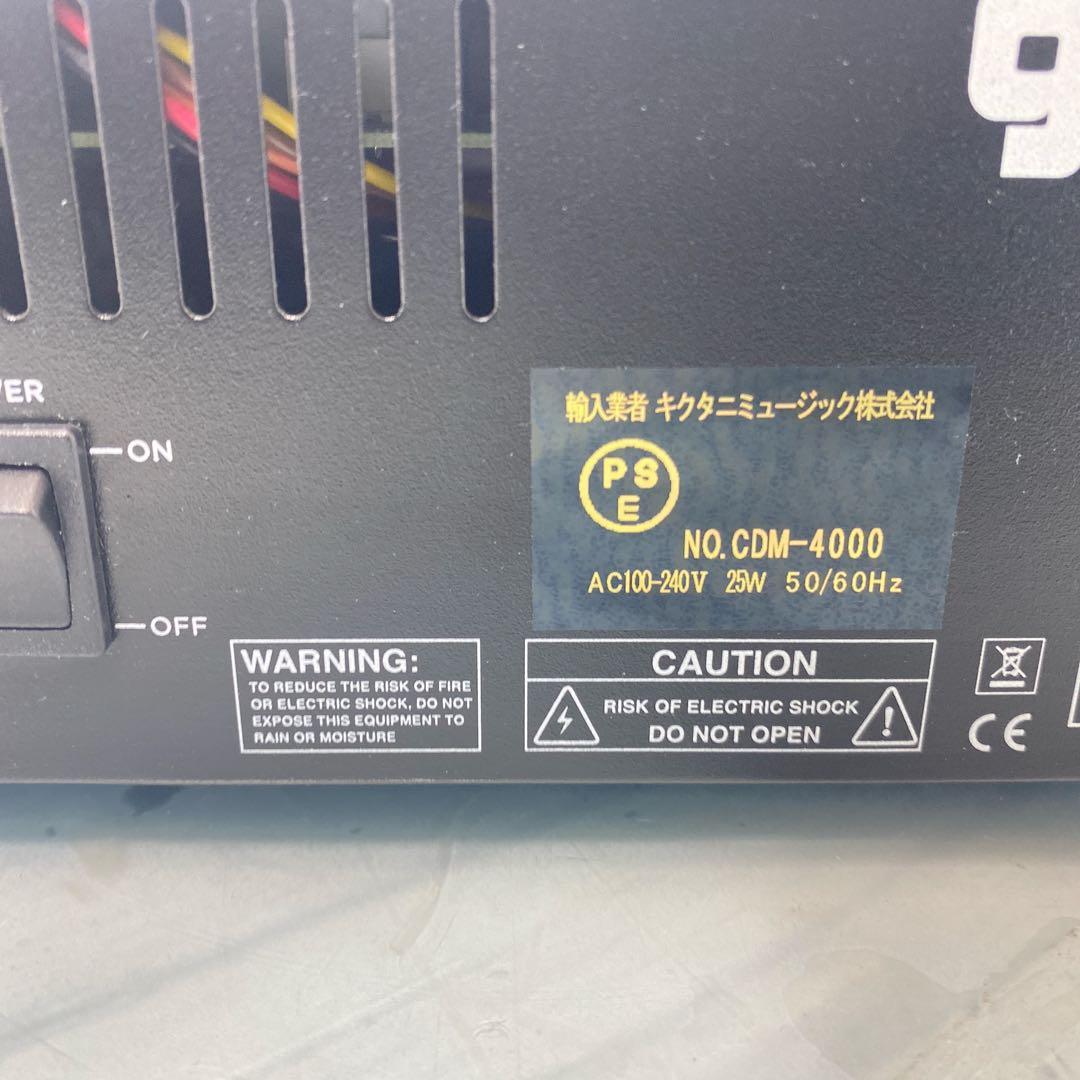 g
WER
ON
OFF
輸入業者 キクタニミュージック株式会社
PS
E
NO.CDM-4000
AC100-240V 25W 50/60Hz
WARNING:
TO REDUCE THE RISK OF FIRE
OR ELECTRIC SHOCK, DO NOT
EXPOSE THIS EQUIPMENT TO
RAIN OR MOISTURE
CAUTION
RISK OF ELECTRIC SHOCK
DO NOT OPEN
CE